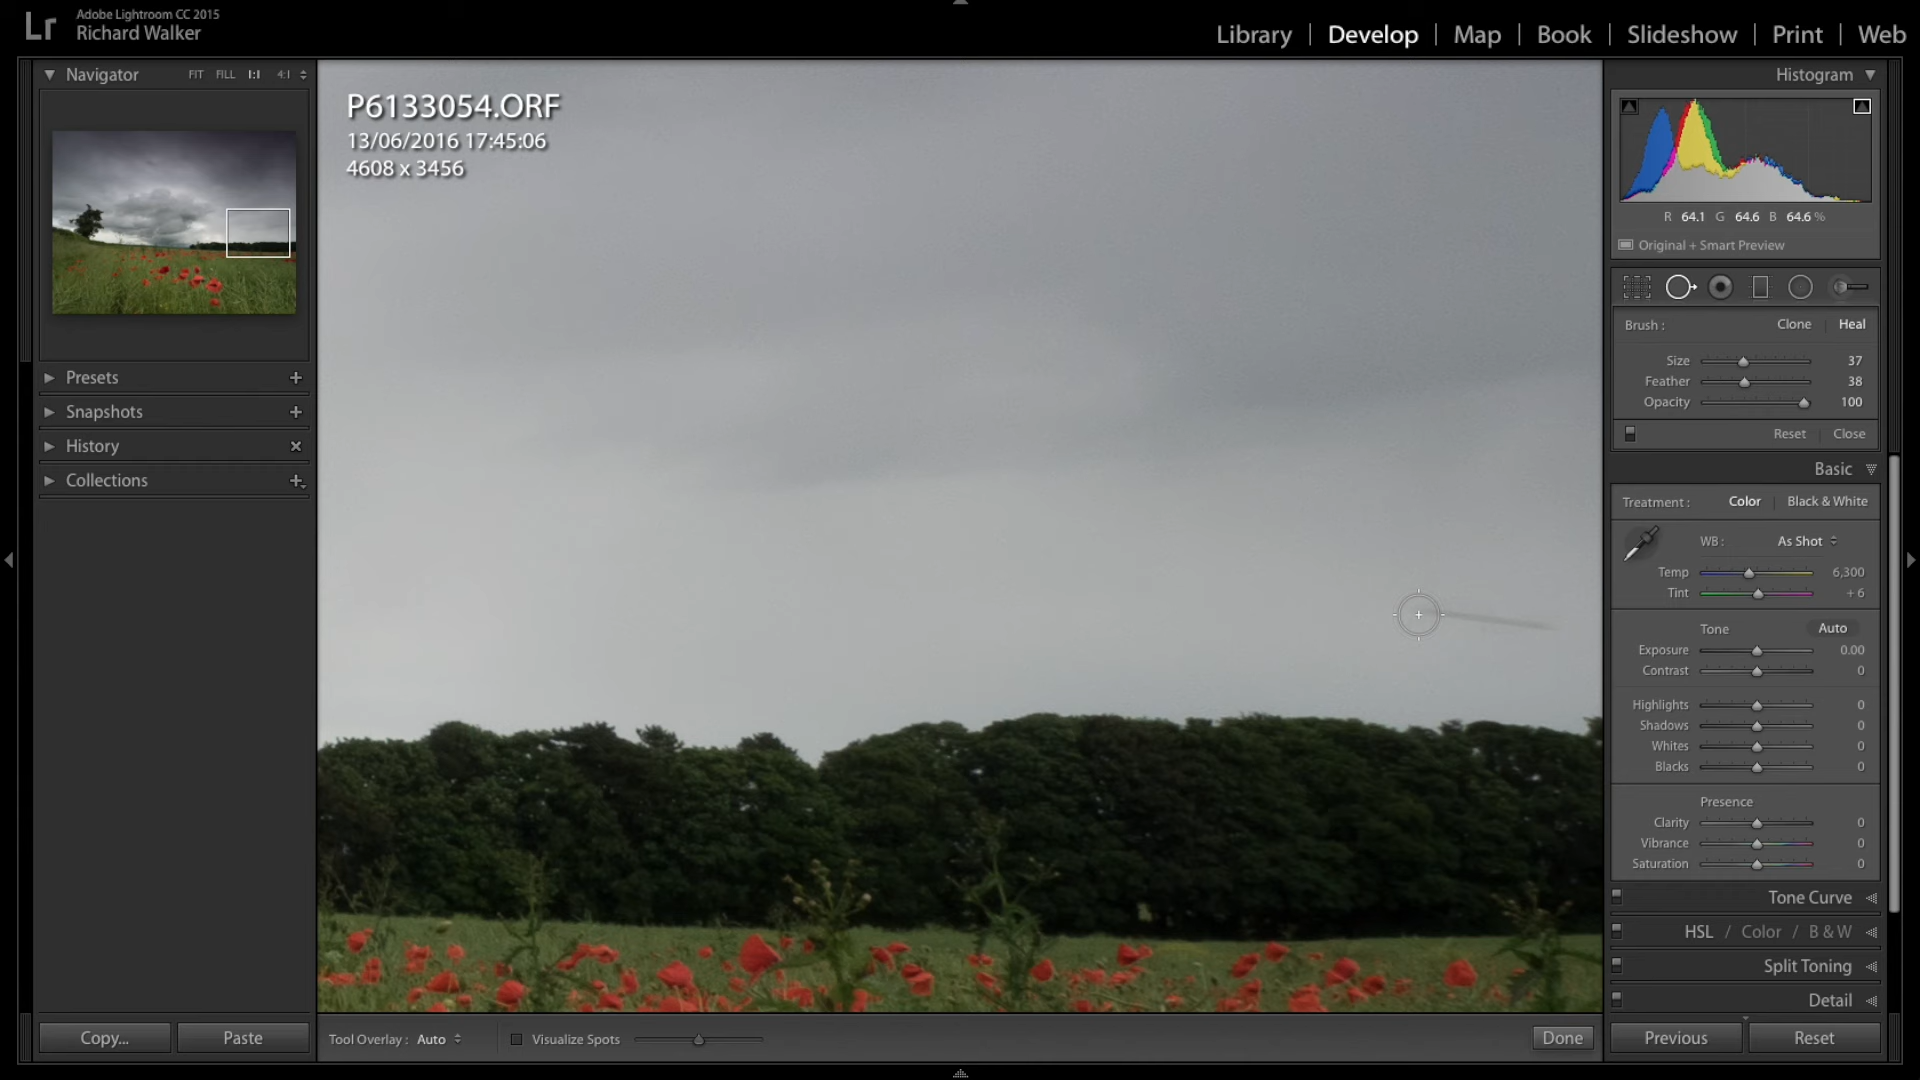 Lr
Adobe Lightroom CC 2015
Richard Walker
Library | Develop | Map | Book | Slideshow | Print | Web
Navigator FIT FILL 1:1 4:1
Presets
Snapshots
History
Collections
Copy...
Paste
P6133054.ORF
13/06/2016 17:45:06
4608 x 3456
Tool Overlay : Auto
Visualize Spots
Done
Histogram
R 64.1 G 64.6 B 64.6 %
Original + Smart Preview
Brush : Clone Heal
Size 37
Feather 38
Opacity 100
Reset Close
Basic
Treatment : Color Black & White
WB : As Shot
Temp 6,300
Tint + 6
Tone Auto
Exposure 0.00
Contrast 0
Highlights 0
Shadows 0
Whites 0
Blacks 0
Presence
Clarity 0
Vibrance 0
Saturation 0
Tone Curve
HSL / Color / B & W
Split Toning
Detail
Previous
Reset